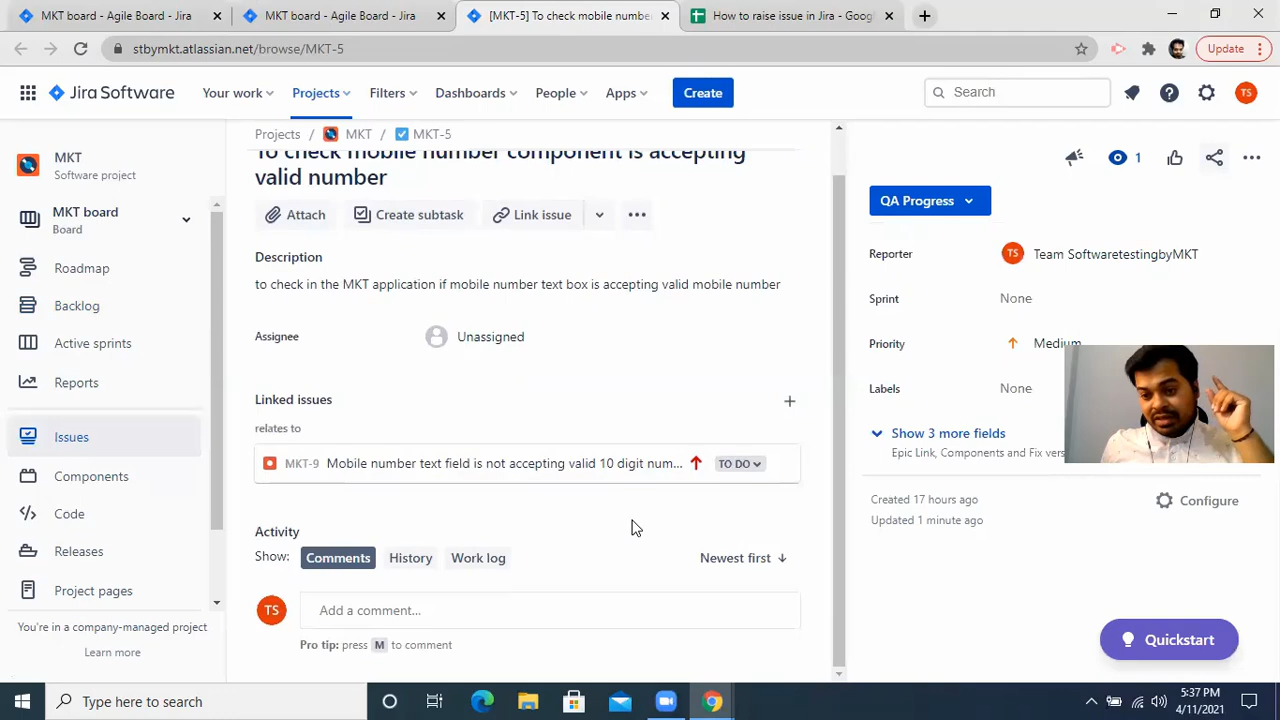 MKT board - Agile Board - Jira
MKT board - Agile Board - Jira
[MKT-5] To check mobile numbe
How to raise issue in Jira - Goog
stbymkt.atlassian.net/browse/MKT-5
Update
Jira Software
Your work
Projects
Filters
Dashboards
People
Apps
Create
Search
TS
MKT
Software project
MKT board
Board
Roadmap
Backlog
Active sprints
Reports
Issues
Components
Code
Releases
Project pages
You're in a company-managed project
Learn more
Projects / MKT / MKT-5
To check mobile number component is accepting
valid number
Attach
Create subtask
Link issue
Description
to check in the MKT application if mobile number text box is accepting valid mobile number
Assignee
Unassigned
Linked issues
relates to
MKT-9 Mobile number text field is not accepting valid 10 digit num... TO DO
Activity
Show: Comments History Work log
Newest first
TS
Add a comment...
Pro tip: press M to comment
1
QA Progress
Reporter
TS Team SoftwaretestingbyMKT
Sprint
None
Priority
Medium
Labels
None
Show 3 more fields
Epic Link, Components and Fix vers
Created 17 hours ago
Updated 1 minute ago
Configure
Quickstart
Type here to search
5:37 PM
4/11/2021